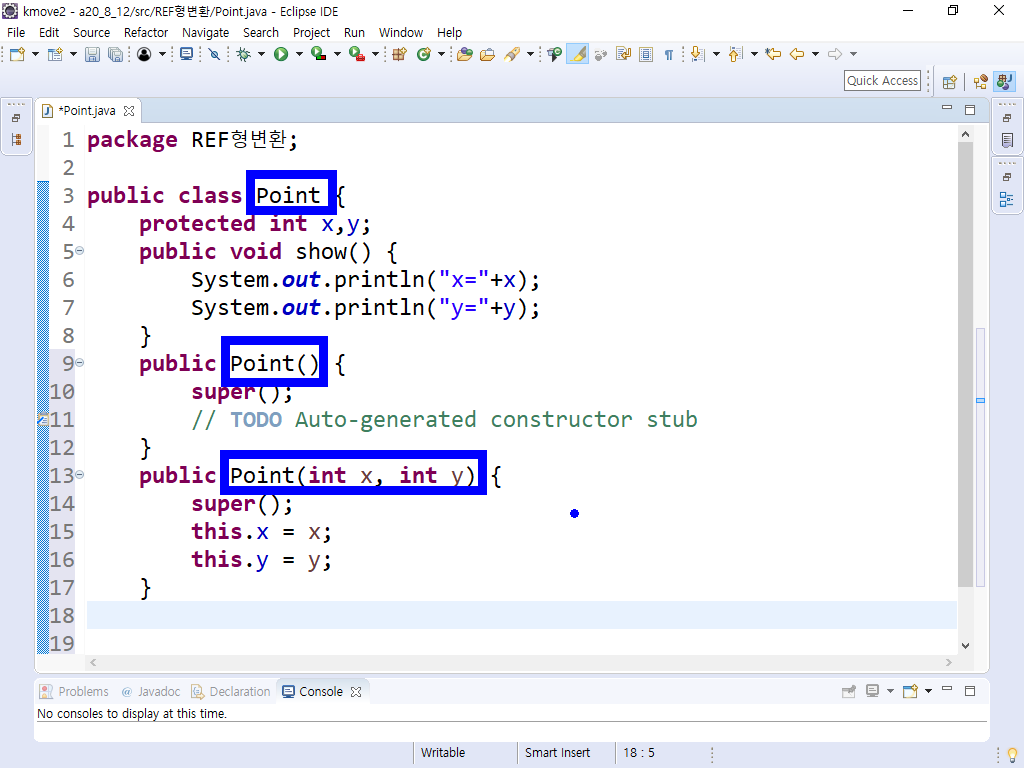 kmove2 - a20_8_12/src/REF형변환/Point.java - Eclipse IDE
File Edit Source Refactor Navigate Search Project Run Window Help
Quick Access
*Point.java
1 package REF형변환;
2
3 public class Point {
4 protected int x,y;
5 public void show() {
6 System.out.println("x="+x);
7 System.out.println("y="+y);
8 }
9 public Point() {
10 super();
11 // TODO Auto-generated constructor stub
12 }
13 public Point(int x, int y) {
14 super();
15 this.x = x;
16 this.y = y;
17 }
18
19
Problems @ Javadoc Declaration Console
No consoles to display at this time.
Writable Smart Insert 18 : 5